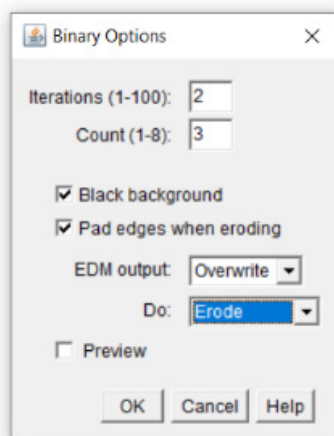 Binary Options
Iterations (1-100): 2
Count (1-8): 3
Black background
Pad edges when eroding
EDM output: Overwrite
Do: Erode
Preview
OK Cancel Help